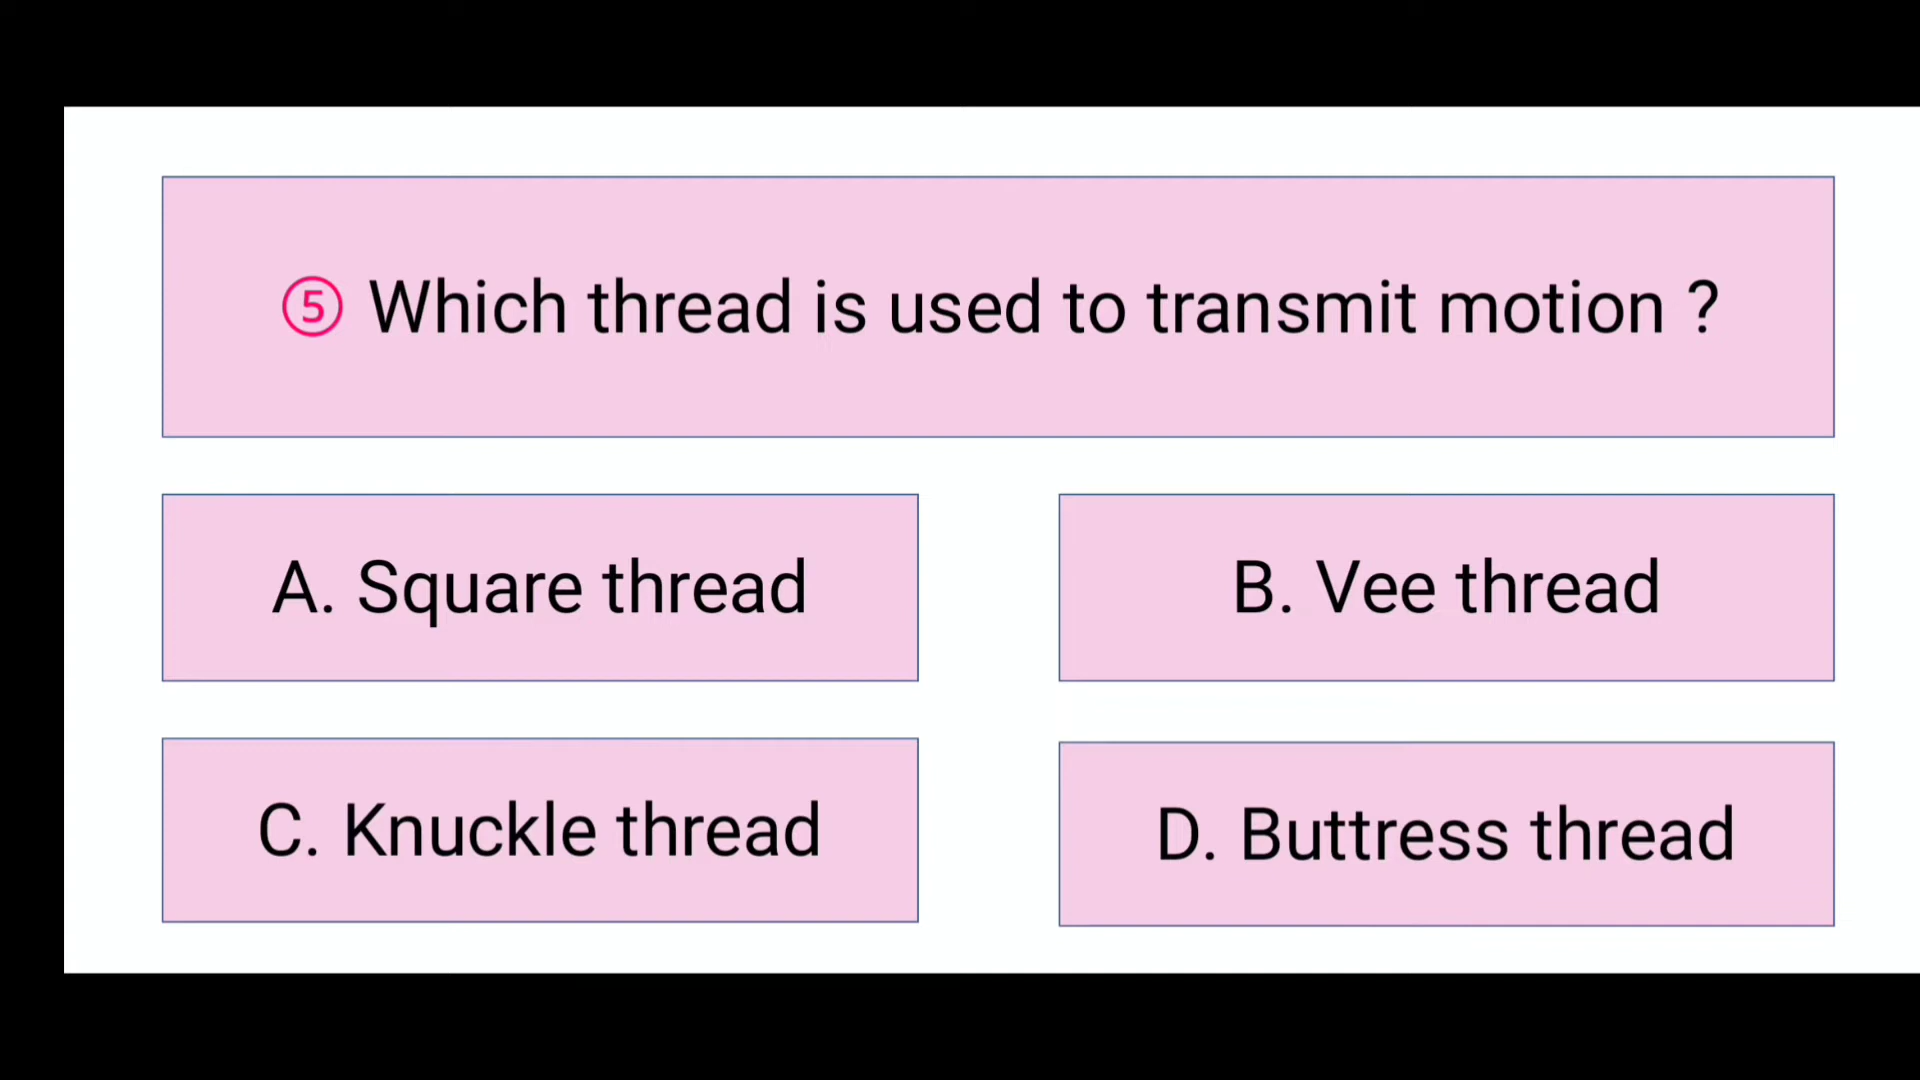 ⑤ Which thread is used to transmit motion ?
A. Square thread
B. Vee thread
C. Knuckle thread
D. Buttress thread